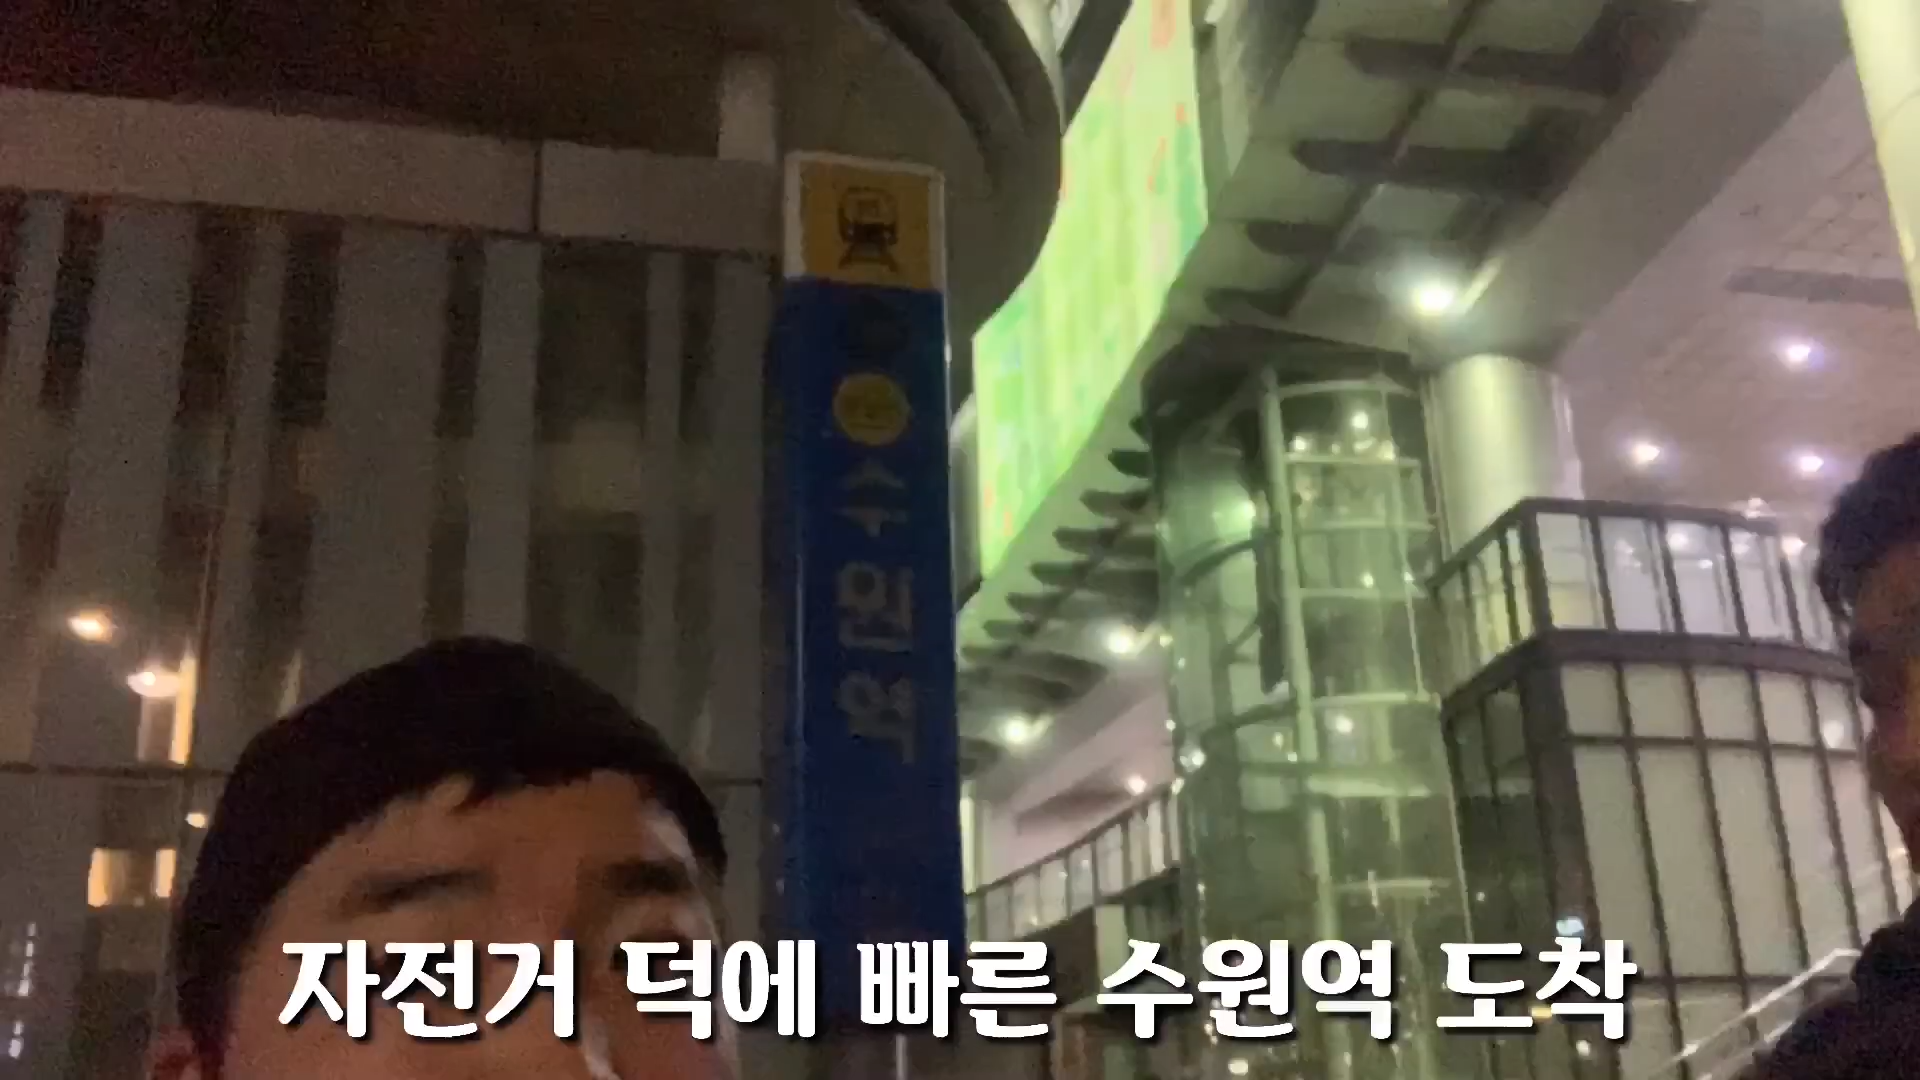 수원역
자전거 덕에 빠른 수원역 도착